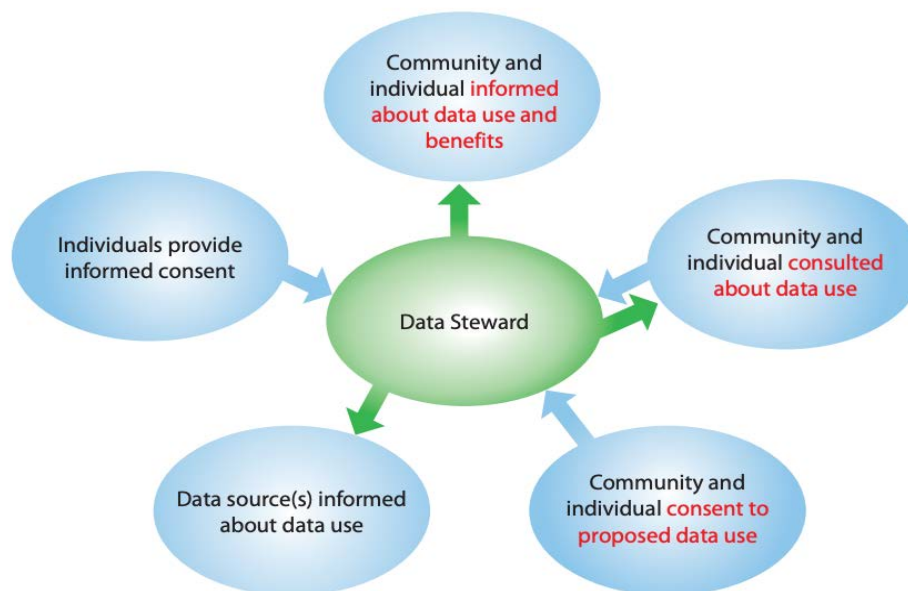 Community and
individual informed
about data use and
benefits
Individuals provide
informed consent
Community and
individual consulted
about data use
Data Steward
Data source(s) informed
about data use
Community and
individual consent to
proposed data use